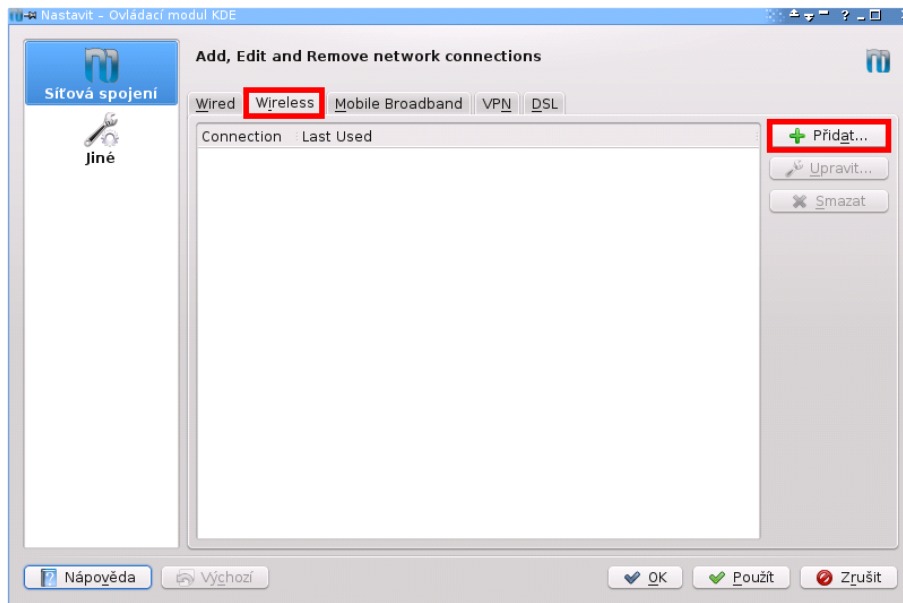 Nastavit – Ovládací modul KDE
Síťová spojení
Jiné
Add, Edit and Remove network connections
Wired Wireless Mobile Broadband VPN DSL
Connection Last Used
Přidat...
Upravit...
Smazat
Nápověda Výchozí OK Použít Zrušit